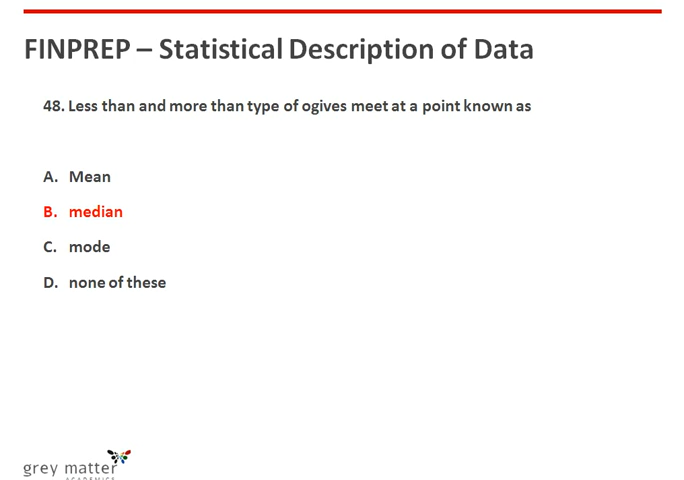 FINPREP – Statistical Description of Data
48. Less than and more than type of ogives meet at a point known as
A. Mean
B. median
C. mode
D. none of these
grey matter
ACADEMICS